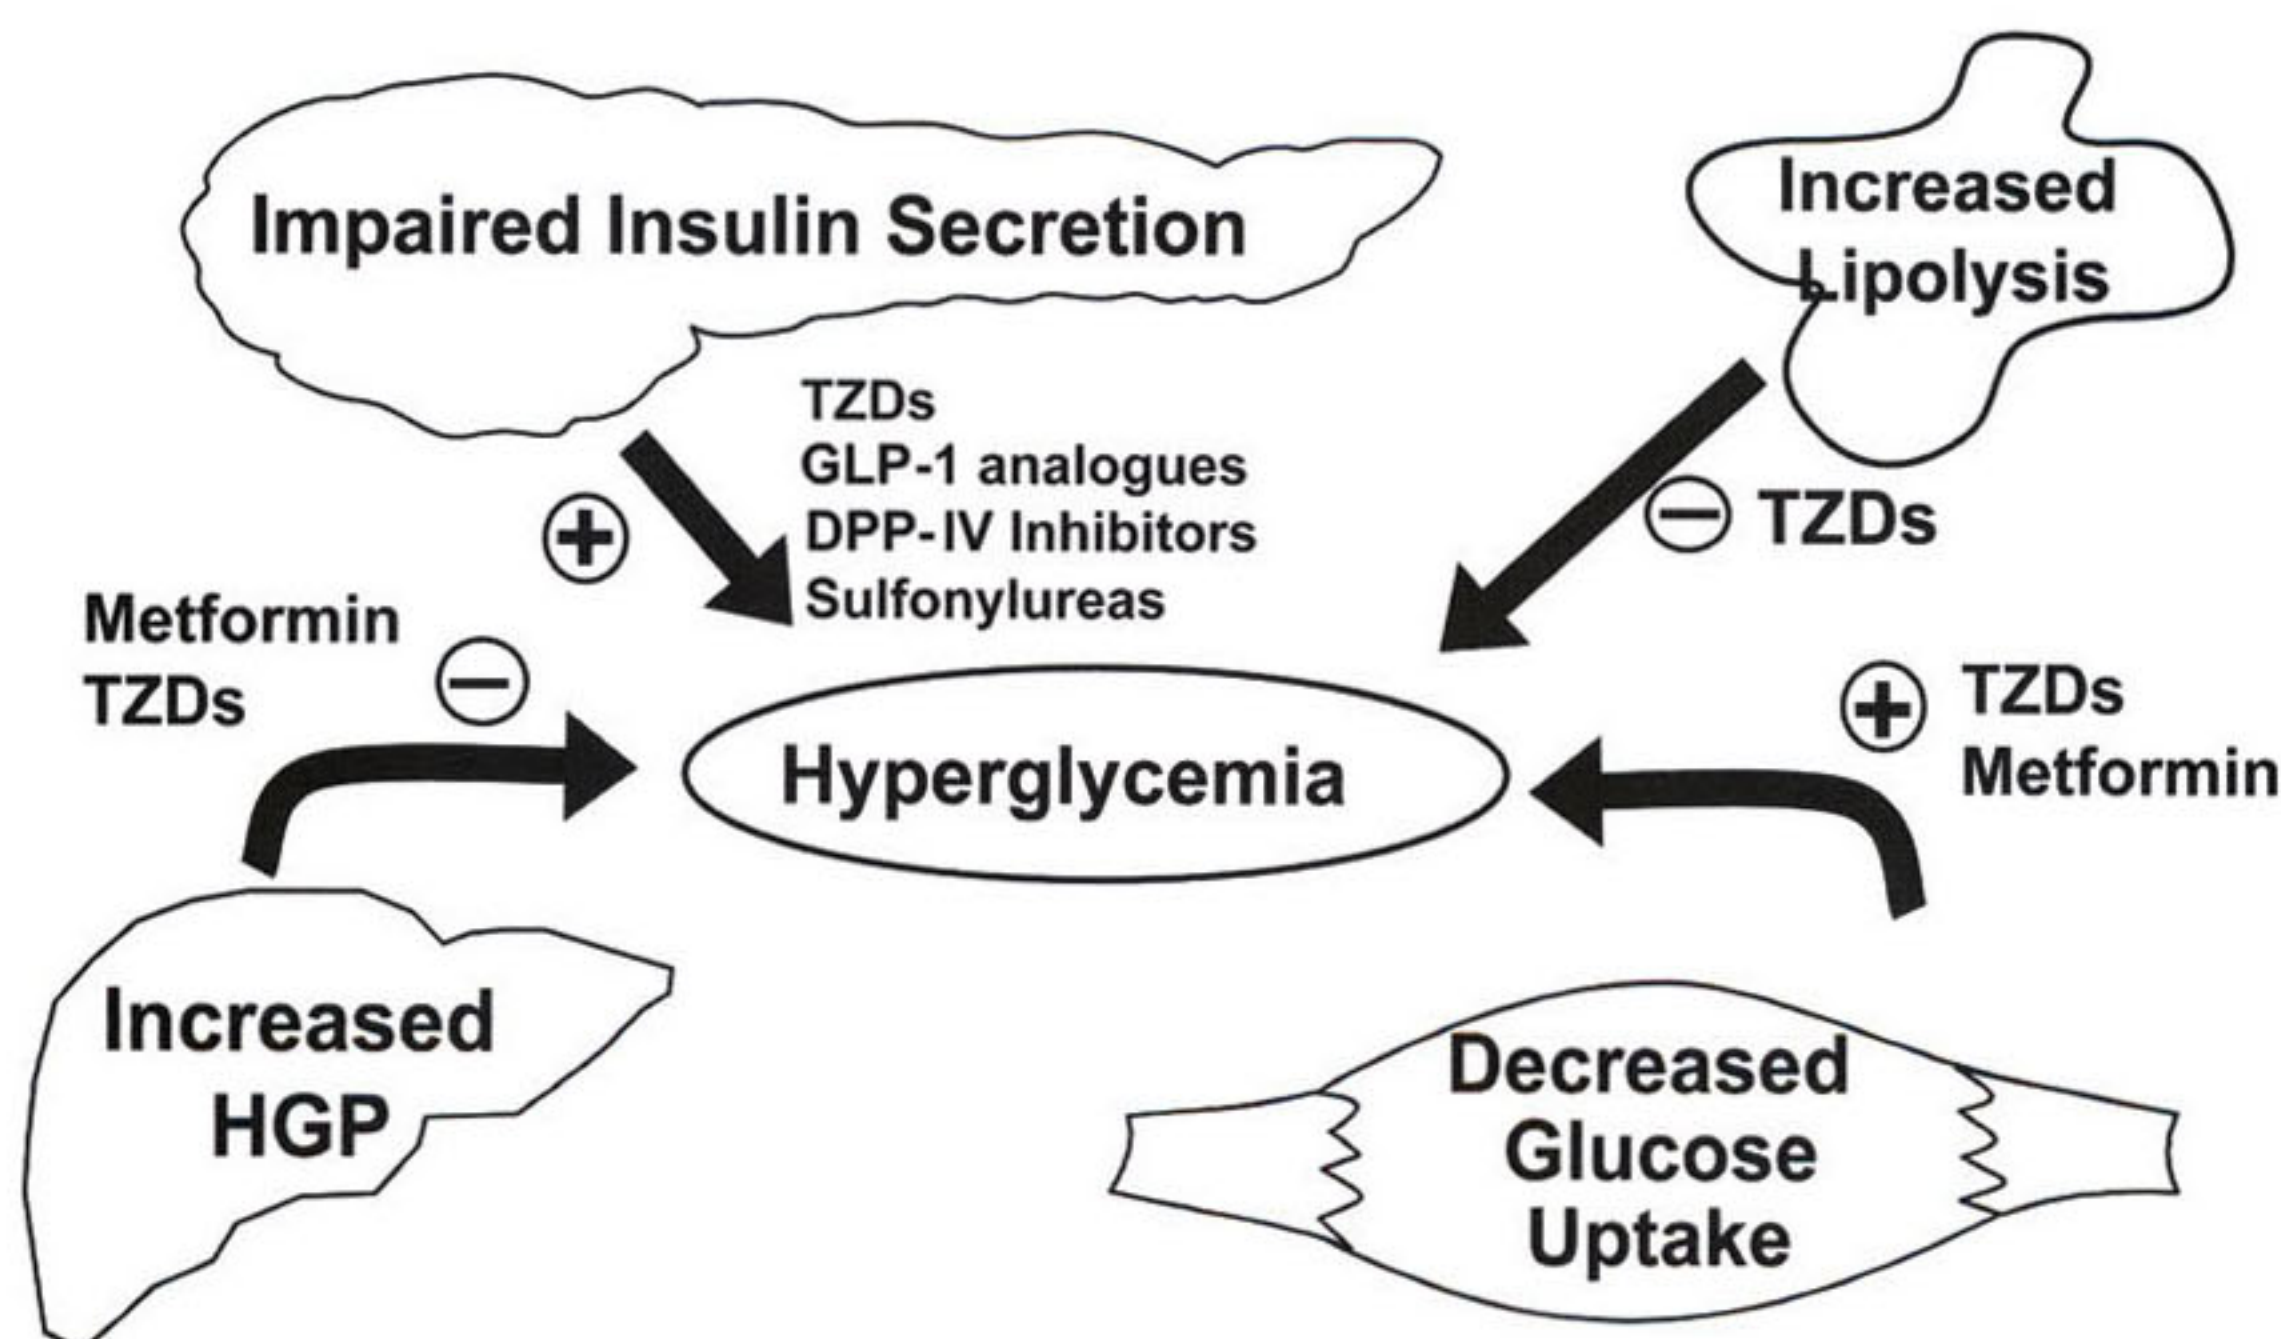 Impaired Insulin Secretion
Increased
Lipolysis
TZDs
GLP-1 analogues
DPP-IV Inhibitors
Sulfonylureas
+
− TZDs
Metformin
TZDs
−
+
TZDs
Metformin
Hyperglycemia
Increased
HGP
Decreased
Glucose
Uptake